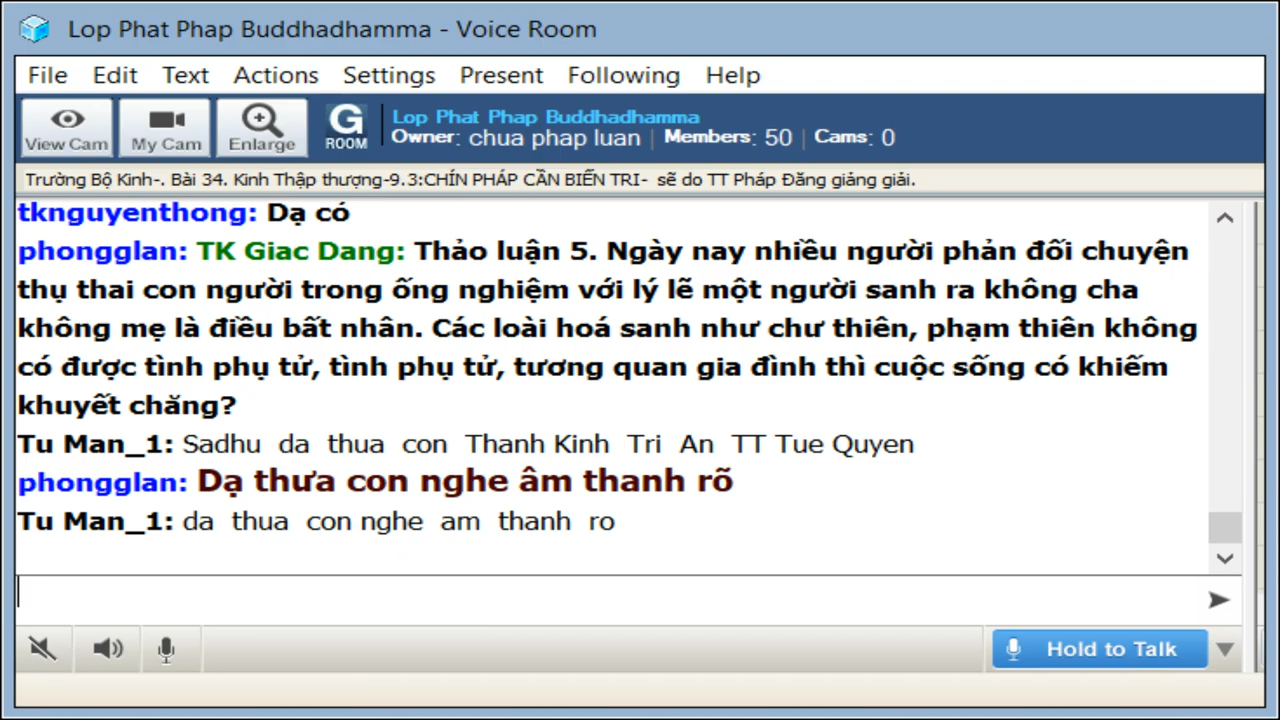 Lop Phat Phap Buddhadhamma - Voice Room
File Edit Text Actions Settings Present Following Help
View Cam My Cam Enlarge G ROOM
Lop Phat Phap Buddhadhamma
Owner: chua phap luan | Members: 50 | Cams: 0
Trường Bộ Kinh-. Bài 34. Kinh Thập thượng-9.3:CHÍN PHÁP CẦN BIẾN TRI- sẽ do TT Pháp Đăng giảng giải.
tknguyenthong: Dạ có
phongglan: TK Giac Dang: Thảo luận 5. Ngày nay nhiều người phản đối chuyện
thụ thai con người trong ống nghiệm với lý lẽ một người sanh ra không cha
không mẹ là điều bất nhân. Các loài hoá sanh như chư thiên, phạm thiên không
có được tình phụ tử, tình phụ tử, tương quan gia đình thì cuộc sống có khiếm
khuyết chăng?
Tu Man_1: Sadhu da thua con Thanh Kinh Tri An TT Tue Quyen
phongglan: Dạ thưa con nghe âm thanh rõ
Tu Man_1: da thua con nghe am thanh ro
Hold to Talk